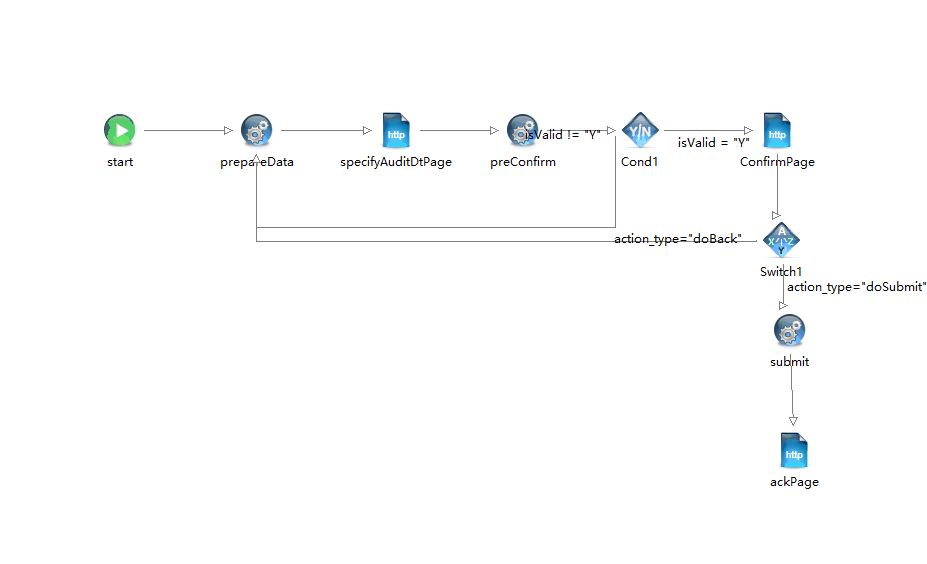 http
isValid != "Y"
Y/N
isValid = "Y"
http
start
prepareData
specifyAuditDtPage
preConfirm
Cond1
ConfirmPage
action_type="doBack"
A
X
Z
Y
Switch1
action_type="doSubmit"
submit
http
ackPage